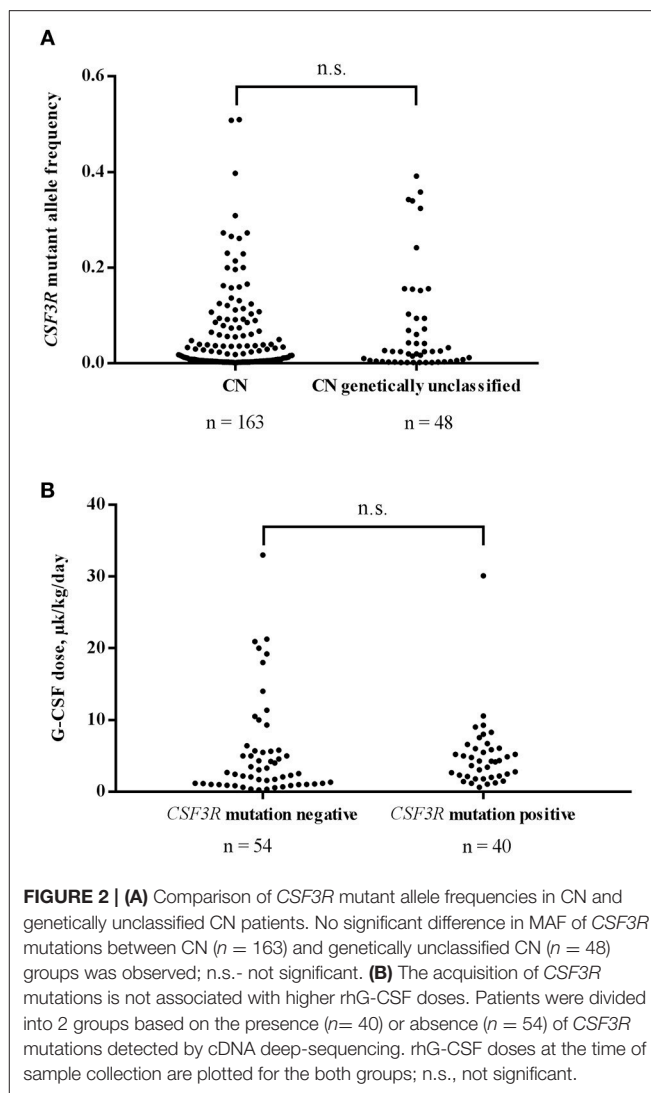 A
n.s.
CSF3R mutant allele frequency
0.6
0.4
0.2
0.0
CN
CN genetically unclassified
n = 163
n = 48
B
n.s.
G-CSF dose, µk/kg/day
40
30
20
10
0
CSF3R mutation negative
CSF3R mutation positive
n = 54
n = 40
FIGURE 2 | (A) Comparison of CSF3R mutant allele frequencies in CN and
genetically unclassified CN patients. No significant difference in MAF of CSF3R
mutations between CN (n = 163) and genetically unclassified CN (n = 48)
groups was observed; n.s.- not significant. (B) The acquisition of CSF3R
mutations is not associated with higher rhG-CSF doses. Patients were divided
into 2 groups based on the presence (n= 40) or absence (n = 54) of CSF3R
mutations detected by cDNA deep-sequencing. rhG-CSF doses at the time of
sample collection are plotted for the both groups; n.s., not significant.